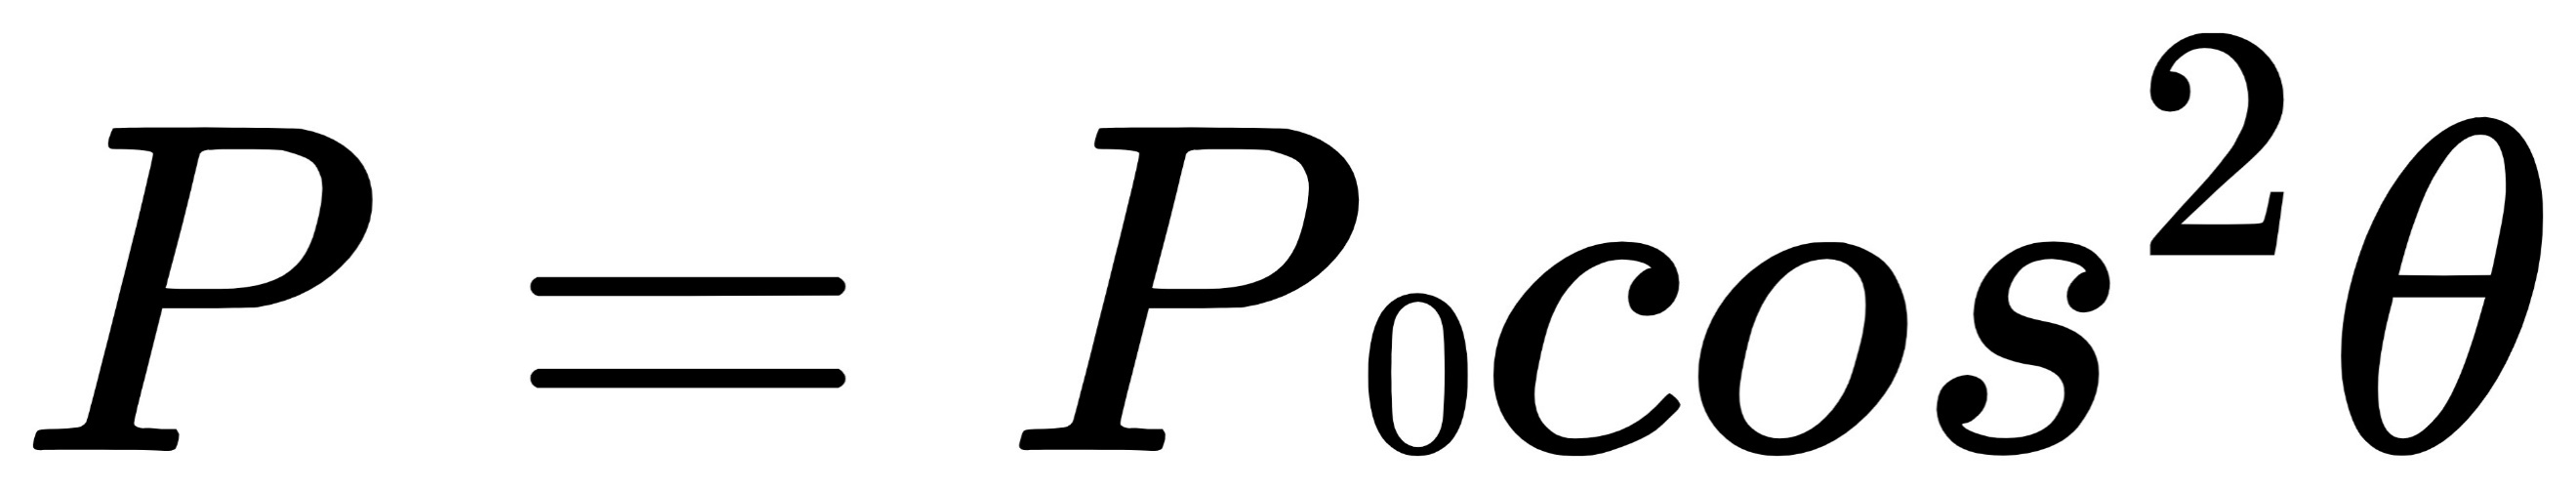 P = P₀cos²θ